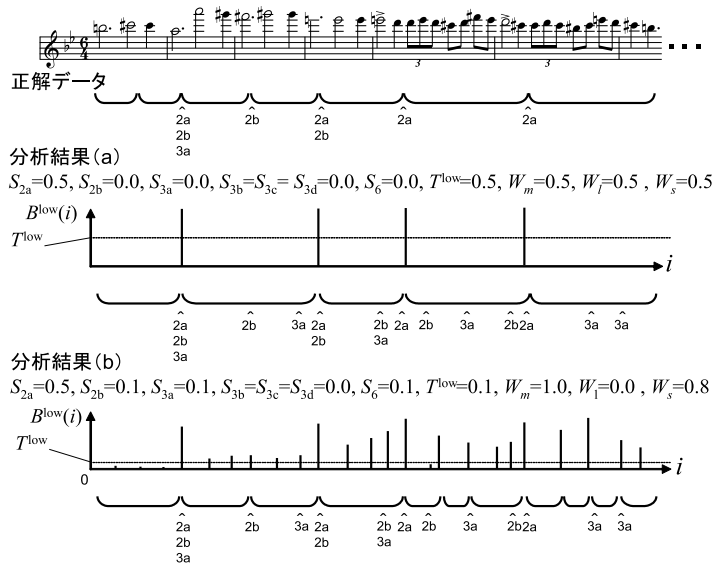 6
4
3 3
正解データ
^ ^ ^ ^ ^
2a 2b 2a 2a 2a
2b 2b
3a
分析結果(a)
S2a=0.5, S2b=0.0, S3a=0.0, S3b=S3c= S3d=0.0, S6=0.0, Tlow=0.5, Wm=0.5, Wl=0.5 , Ws=0.5
Blow(i)
Tlow
i
^ ^ ^ ^ ^ ^ ^ ^ ^ ^ ^ ^
2a 2b 3a 2a 2b 2a 2b 3a 2b 2a 3a 3a
2b 2b 3a
3a
分析結果(b)
S2a=0.5, S2b=0.1, S3a=0.1, S3b=S3c=S3d=0.0, S6=0.1, Tlow=0.1, Wm=1.0, Wl=0.0 , Ws=0.8
Blow(i)
Tlow
i
0
^ ^ ^ ^ ^ ^ ^ ^ ^ ^ ^ ^
2a 2b 3a 2a 2b 2a 2b 3a 2b 2a 3a 3a
2b 2b 3a
3a